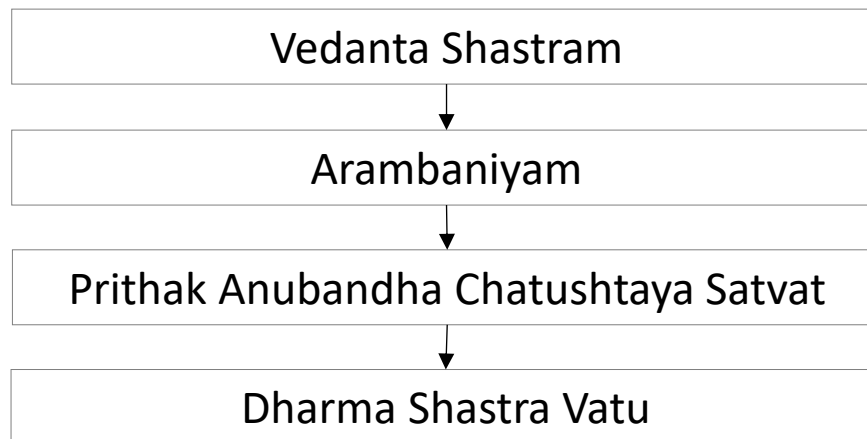 Vedanta Shastram
Arambaniyam
Prithak Anubandha Chatushtaya Satvat
Dharma Shastra Vatu